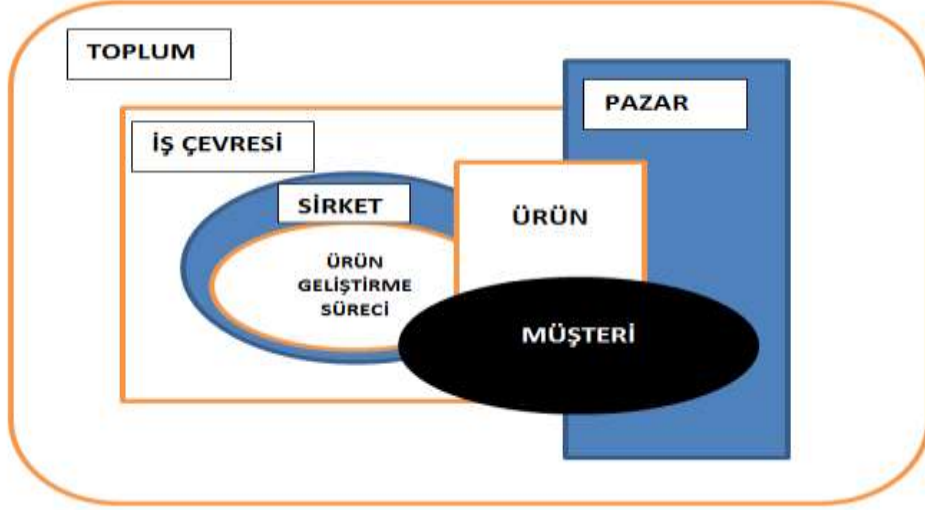 TOPLUM
PAZAR
İŞ ÇEVRESİ
SİRKET
ÜRÜN
ÜRÜN
GELİŞTİRME
SÜRECİ
MÜŞTERİ